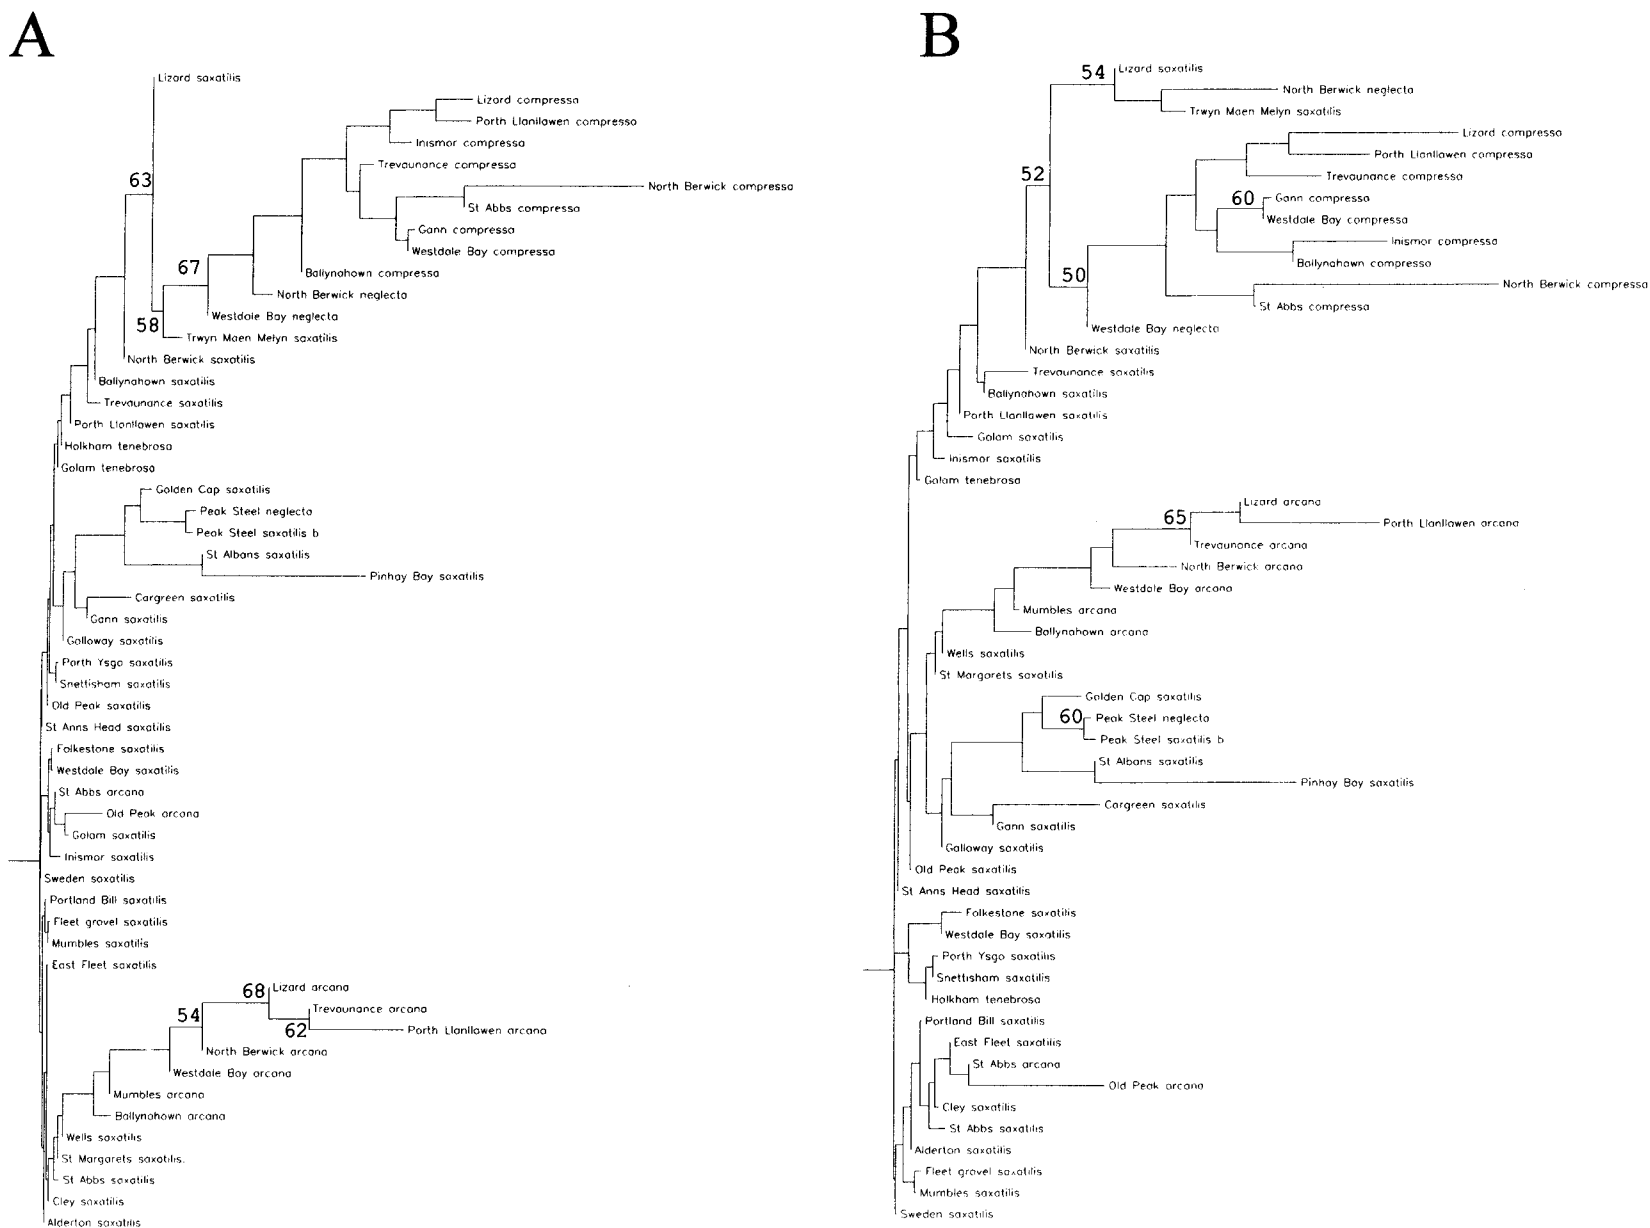 A
Lizard saxatilis
Lizard compressa
Porth Llanllawen compressa
Inismor compressa
Trevaunance compressa
63
North Berwick compressa
St Abbs compressa
Gann compressa
Westdale Bay compressa
67
Ballynahown compressa
North Berwick neglecta
Westdale Bay neglecta
58
Trwyn Maen Melyn saxatilis
North Berwick saxatilis
Ballynahown saxatilis
Trevaunance saxatilis
Porth Llanllawen saxatilis
Holkham tenebrosa
Golam tenebrosa
Golden Cap saxatilis
Peak Steel neglecta
Peak Steel saxatilis b
St Albans saxatilis
Pinhay Bay saxatilis
Cargreen saxatilis
Gann saxatilis
Galloway saxatilis
Porth Ysgo saxatilis
Snettisham saxatilis
Old Peak saxatilis
St Anns Head saxatilis
Folkestone saxatilis
Westdale Bay saxatilis
St Abbs arcana
Old Peak arcana
Golam saxatilis
Inismor saxatilis
Sweden saxatilis
Portland Bill saxatilis
Fleet gravel saxatilis
Mumbles saxatilis
East Fleet saxatilis
68
Lizard arcana
Trevaunance arcana
54
62
Porth Llanllawen arcana
North Berwick arcana
Westdale Bay arcana
Mumbles arcana
Ballynahown arcana
Wells saxatilis
St Margarets saxatilis.
St Abbs saxatilis
Cley saxatilis
Alderton saxatilis
B
54
Lizard saxatilis
North Berwick neglecta
Trwyn Maen Melyn saxatilis
Lizard compressa
Porth Llanllawen compressa
52
Trevaunance compressa
60
Gann compressa
Westdale Bay compressa
Inismor compressa
Ballynahown compressa
50
North Berwick compressa
St Abbs compressa
Westdale Bay neglecta
North Berwick saxatilis
Trevaunance saxatilis
Ballynahown saxatilis
Porth Llanllawen saxatilis
Golam saxatilis
Inismor saxatilis
Golam tenebrosa
Lizard arcana
65
Porth Llanllawen arcana
Trevaunance arcana
North Berwick arcana
Westdale Bay arcana
Mumbles arcana
Ballynahown arcana
Wells saxatilis
St Margarets saxatilis
Golden Cap saxatilis
60
Peak Steel neglecta
Peak Steel saxatilis b
St Albans saxatilis
Pinhay Bay saxatilis
Cargreen saxatilis
Gann saxatilis
Galloway saxatilis
Old Peak saxatilis
St Anns Head saxatilis
Folkestone saxatilis
Westdale Bay saxatilis
Porth Ysgo saxatilis
Snettisham saxatilis
Holkham tenebrosa
Portland Bill saxatilis
East Fleet saxatilis
St Abbs arcana
Old Peak arcana
Cley saxatilis
St Abbs saxatilis
Alderton saxatilis
Fleet gravel saxatilis
Mumbles saxatilis
Sweden saxatilis